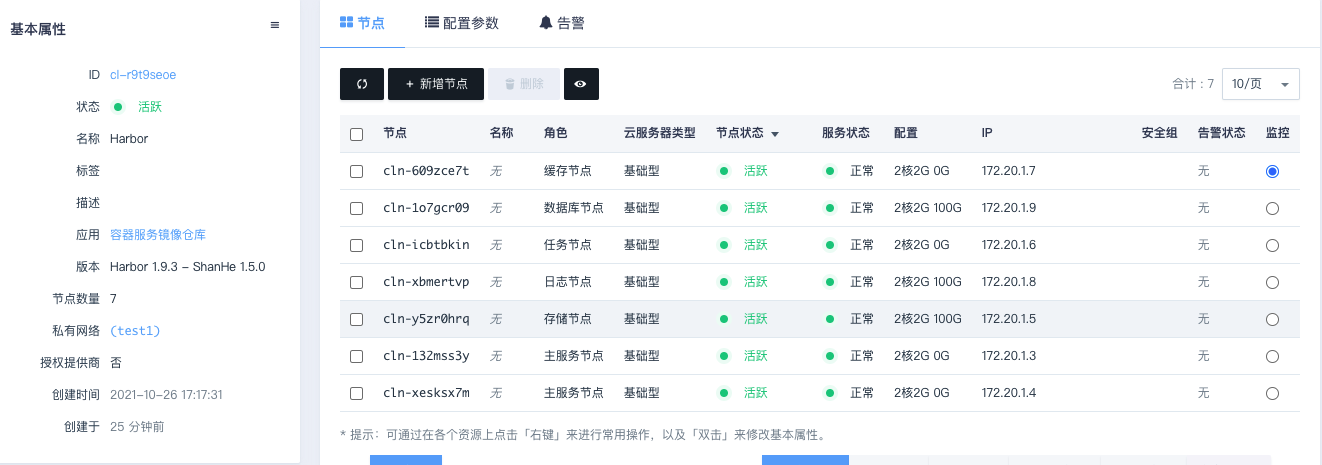 基本属性
ID cl-r9t9seoe
状态 活跃
名称 Harbor
标签
描述
应用 容器服务镜像仓库
版本 Harbor 1.9.3 - ShanHe 1.5.0
节点数量 7
私有网络 (test1)
授权提供商 否
创建时间 2021-10-26 17:17:31
创建于 25 分钟前
节点 配置参数 告警
+ 新增节点 删除 合计：7 10/页
节点 名称 角色 云服务器类型 节点状态 服务状态 配置 IP 安全组 告警状态 监控
cln-609zce7t 无 缓存节点 基础型 活跃 正常 2核2G 0G 172.20.1.7 无
cln-1o7gcr09 无 数据库节点 基础型 活跃 正常 2核2G 100G 172.20.1.9 无
cln-icbtbkin 无 任务节点 基础型 活跃 正常 2核2G 0G 172.20.1.6 无
cln-xbmertvp 无 日志节点 基础型 活跃 正常 2核2G 100G 172.20.1.8 无
cln-y5zr0hrq 无 存储节点 基础型 活跃 正常 2核2G 100G 172.20.1.5 无
cln-132mss3y 无 主服务节点 基础型 活跃 正常 2核2G 0G 172.20.1.3 无
cln-xesksx7m 无 主服务节点 基础型 活跃 正常 2核2G 0G 172.20.1.4 无
* 提示：可通过在各个资源上点击「右键」来进行常用操作，以及「双击」来修改基本属性。